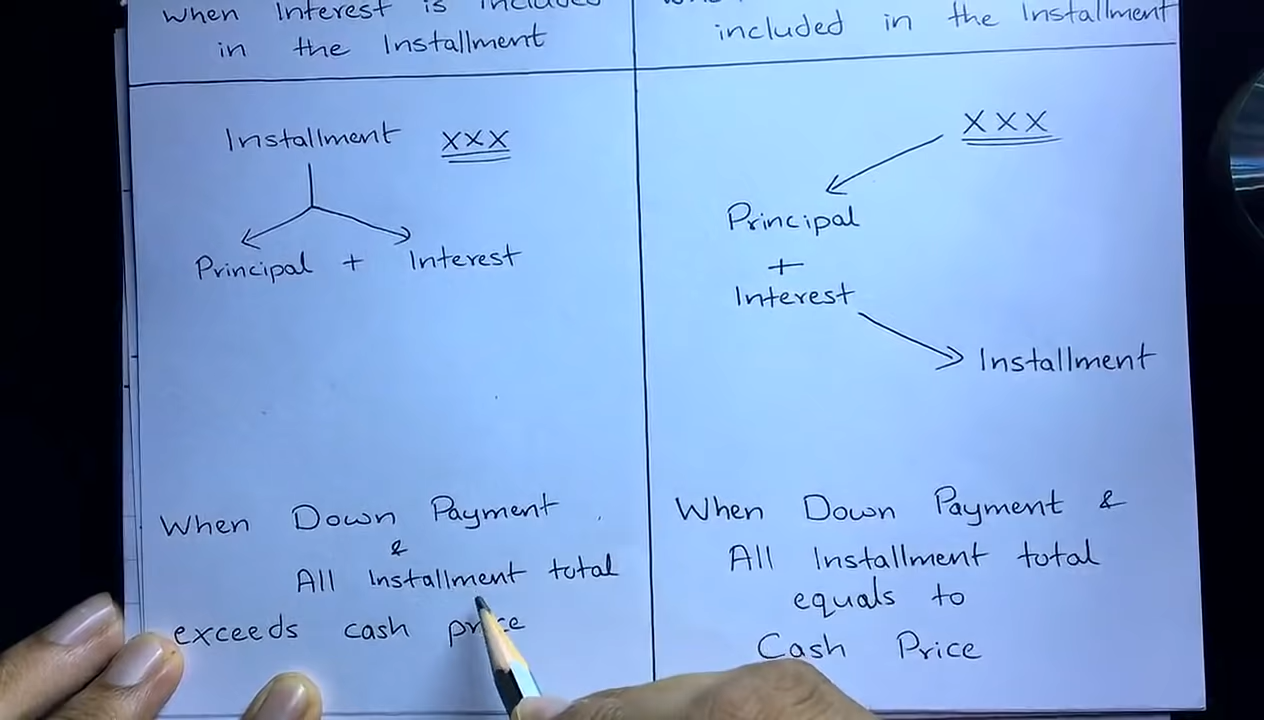 When Interest is included
in the Installment
Installment XXX
Principal + Interest
When Down Payment
&
All Installment total
exceeds cash price
included in the Installment
XXX
Principal
+
Interest
Installment
When Down Payment &
All Installment total
equals to
Cash Price